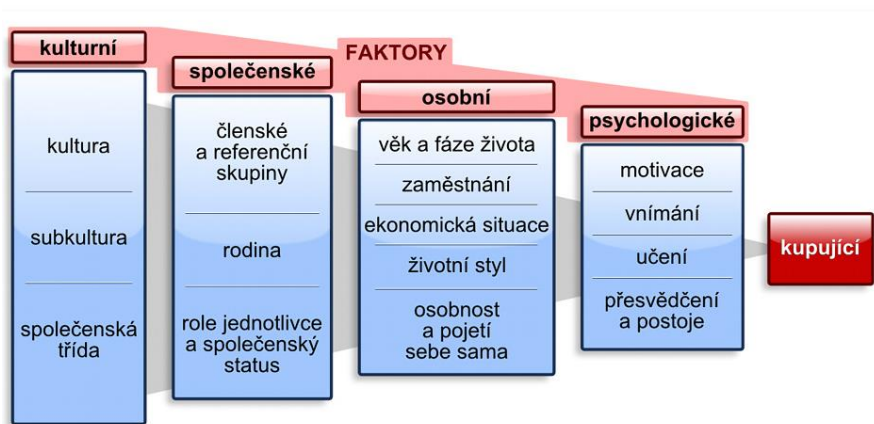 FAKTORY
kulturní
kultura
subkultura
společenská
třída
společenské
členské
a referenční
skupiny
rodina
role jednotlivce
a společenský
status
osobní
věk a fáze života
zaměstnání
ekonomická situace
životní styl
osobnost
a pojetí
sebe sama
psychologické
motivace
vnímání
učení
přesvědčení
a postoje
kupující